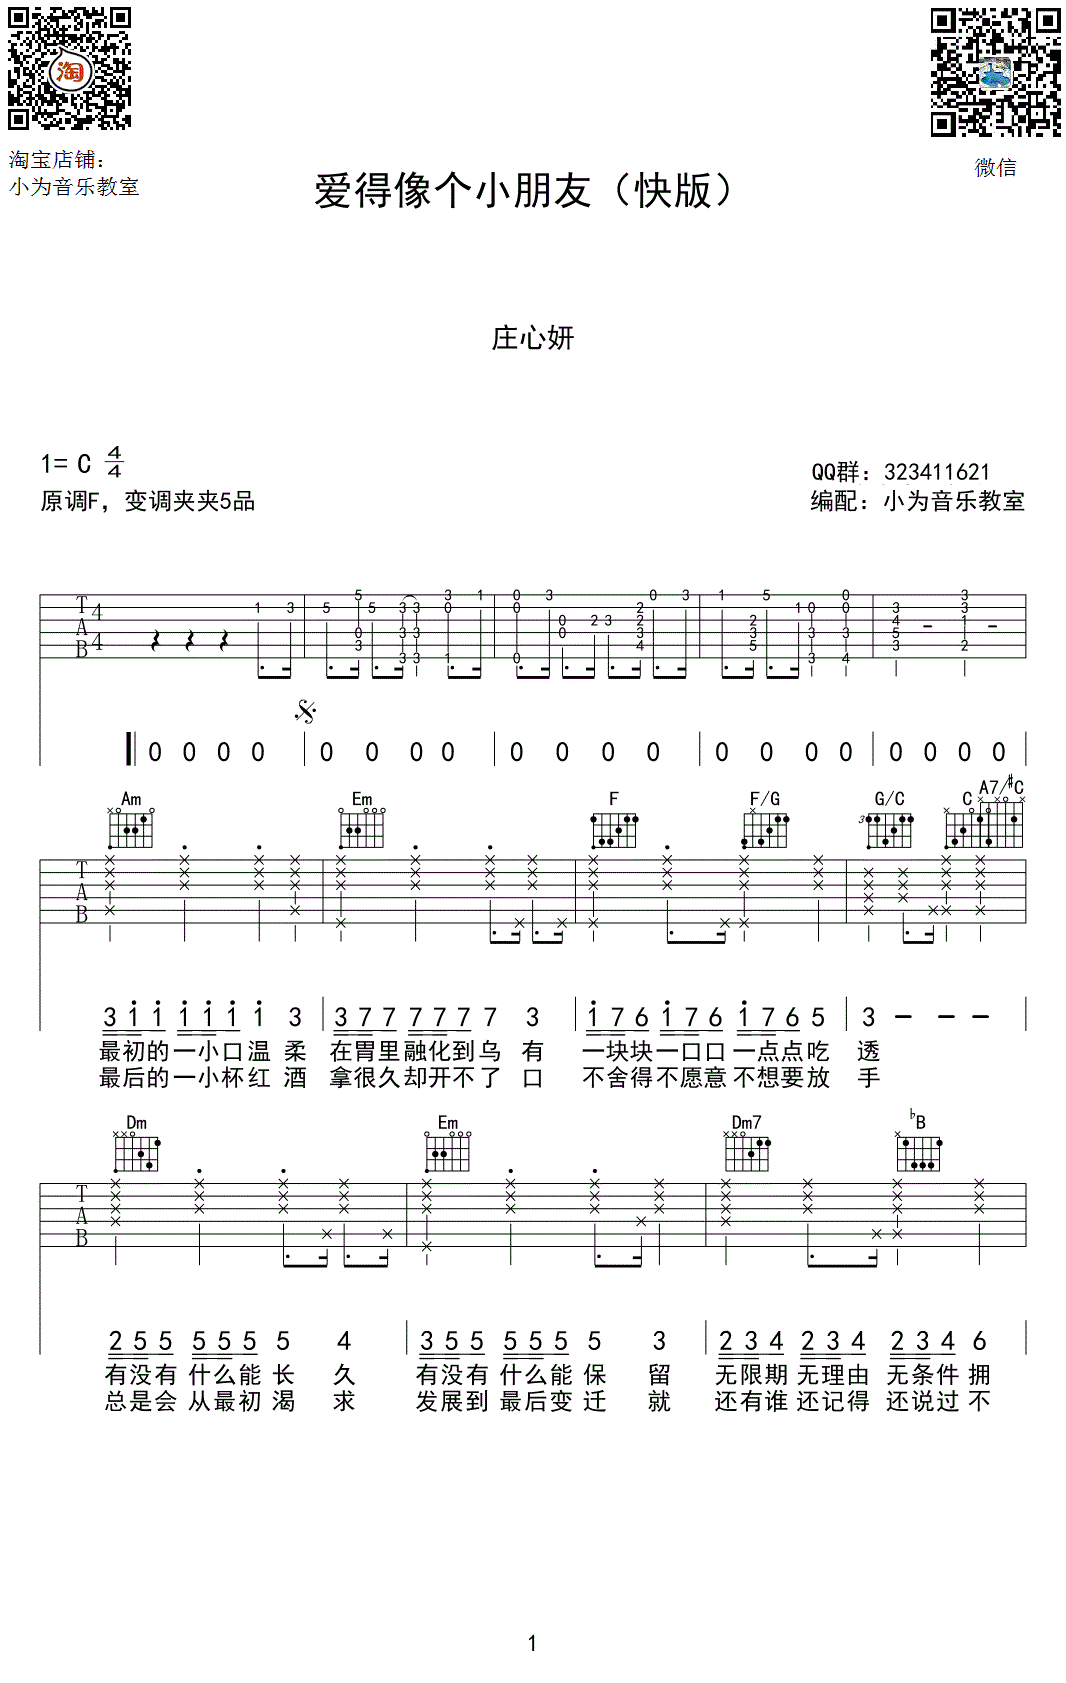 淘宝店铺：
小为音乐教室
微信
爱得像个小朋友（快版）
庄心妍
1= C 4/4
原调F，变调夹夹5品
QQ群：323411621
编配：小为音乐教室
0 0 0 0 0 0 0 0 0 0 0 0 0 0 0 0 0 0 0 0
Am Em F F/G G/C C A7/#C
3 1 1 1 1 1 1 3 3 7 7 7 7 7 7 3 1 7 6 1 7 6 1 7 6 5 3 - - -
最初的一小口温柔 在胃里融化到乌有 一块块一口口一点点吃透
最后的一小杯红酒 拿很久却开不了口 不舍得不愿意不想要放手
Dm Em Dm7 bB
2 5 5 5 5 5 5 4 3 5 5 5 5 5 5 3 2 3 4 2 3 4 2 3 4 6
有没有什么能长久 有没有什么能保留 无限期无理由无条件拥
总是会从最初渴求 发展到最后变迁就 还有谁还记得还说过不
1